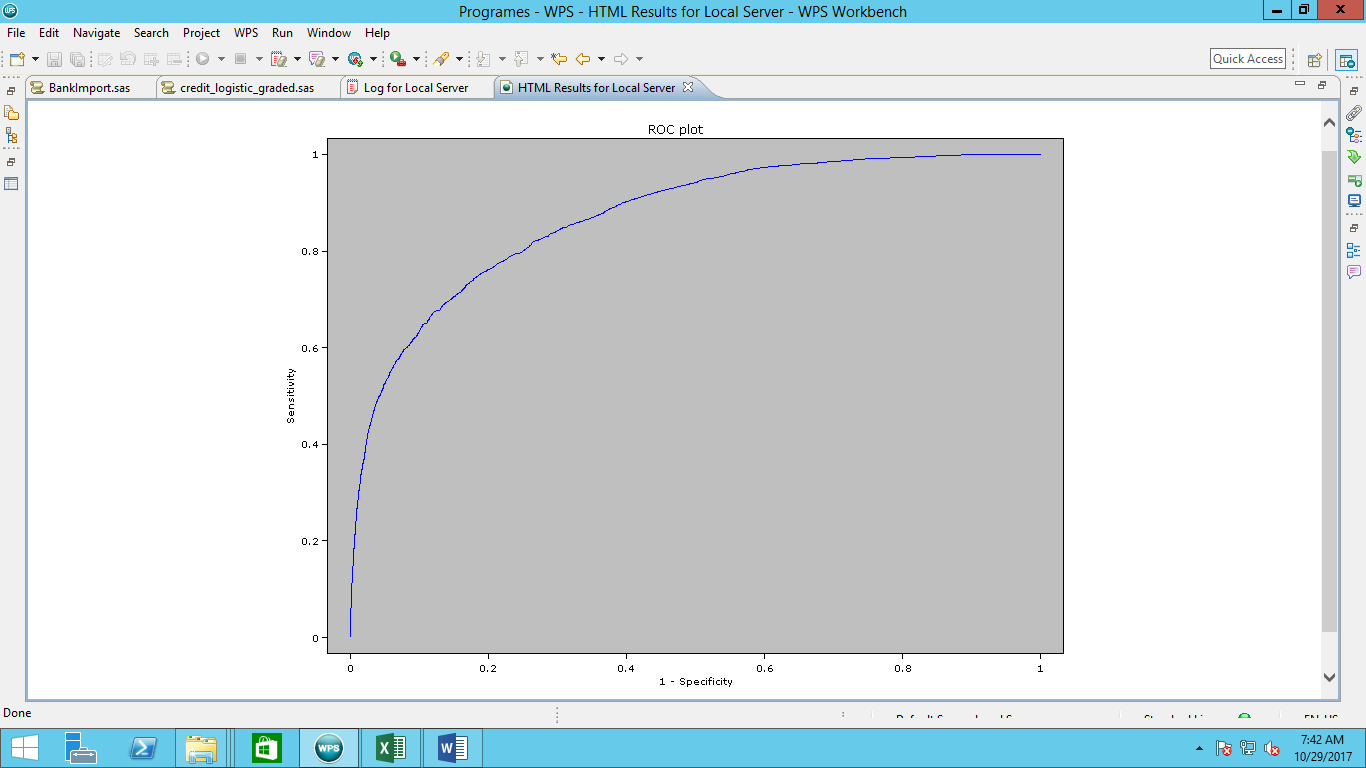 Programes - WPS - HTML Results for Local Server - WPS Workbench
File Edit Navigate Search Project WPS Run Window Help
Quick Access
BankImport.sas credit_logistic_graded.sas Log for Local Server HTML Results for Local Server
ROC plot
1
0.8
0.6
Sensitivity
0.4
0.2
0
0 0.2 0.4 0.6 0.8 1
1 - Specificity
Done
WPS
7:42 AM
10/29/2017